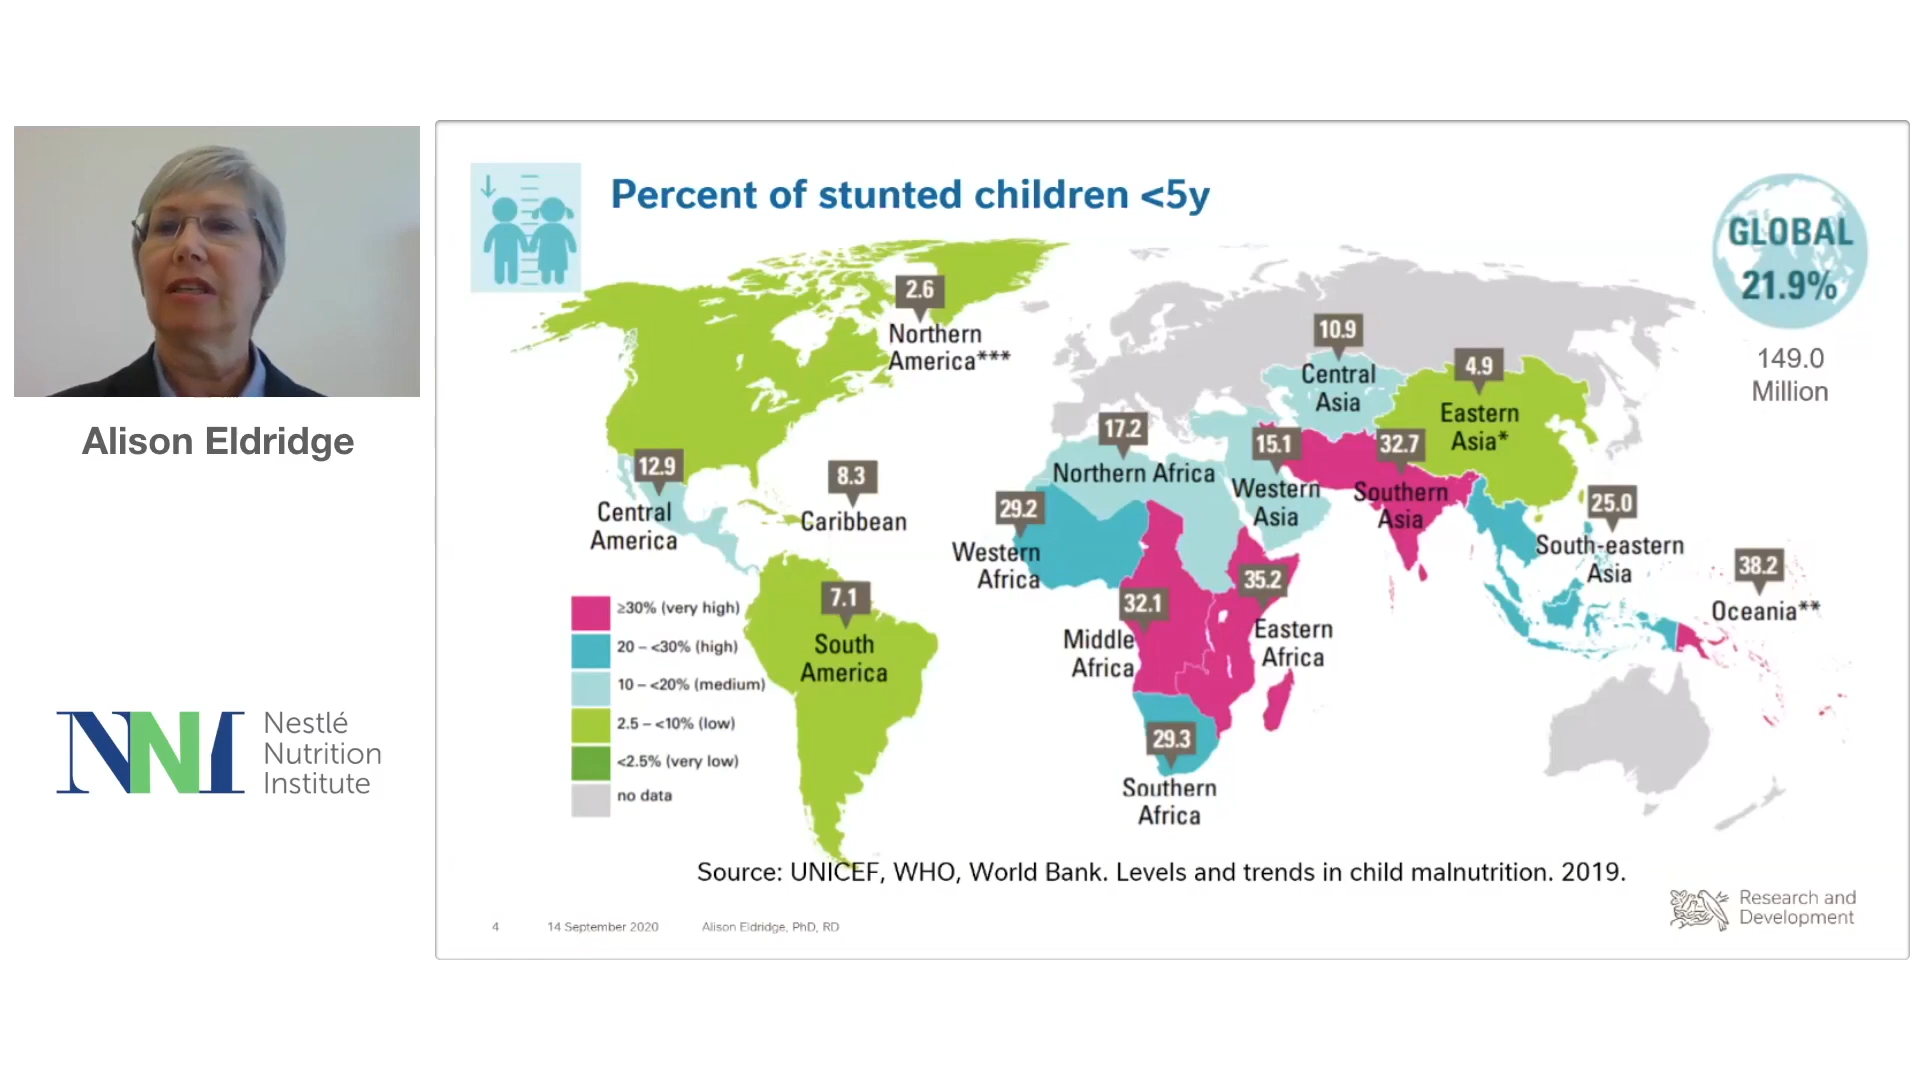 Alison Eldridge
Nestlé
Nutrition
Institute
NNI
Percent of stunted children <5y
GLOBAL
21.9%
149.0
Million
2.6
Northern
America***
12.9
Central
America
8.3
Caribbean
7.1
South
America
17.2
Northern Africa
29.2
Western
Africa
32.1
Middle
Africa
35.2
Eastern
Africa
29.3
Southern
Africa
10.9
Central
Asia
15.1
Western
Asia
32.7
Southern
Asia
4.9
Eastern
Asia*
25.0
South-eastern
Asia
38.2
Oceania**
≥30% (very high)
20 – <30% (high)
10 – <20% (medium)
2.5 – <10% (low)
<2.5% (very low)
no data
Source: UNICEF, WHO, World Bank. Levels and trends in child malnutrition. 2019.
4 14 September 2020 Alison Eldridge, PhD, RD
Research and
Development